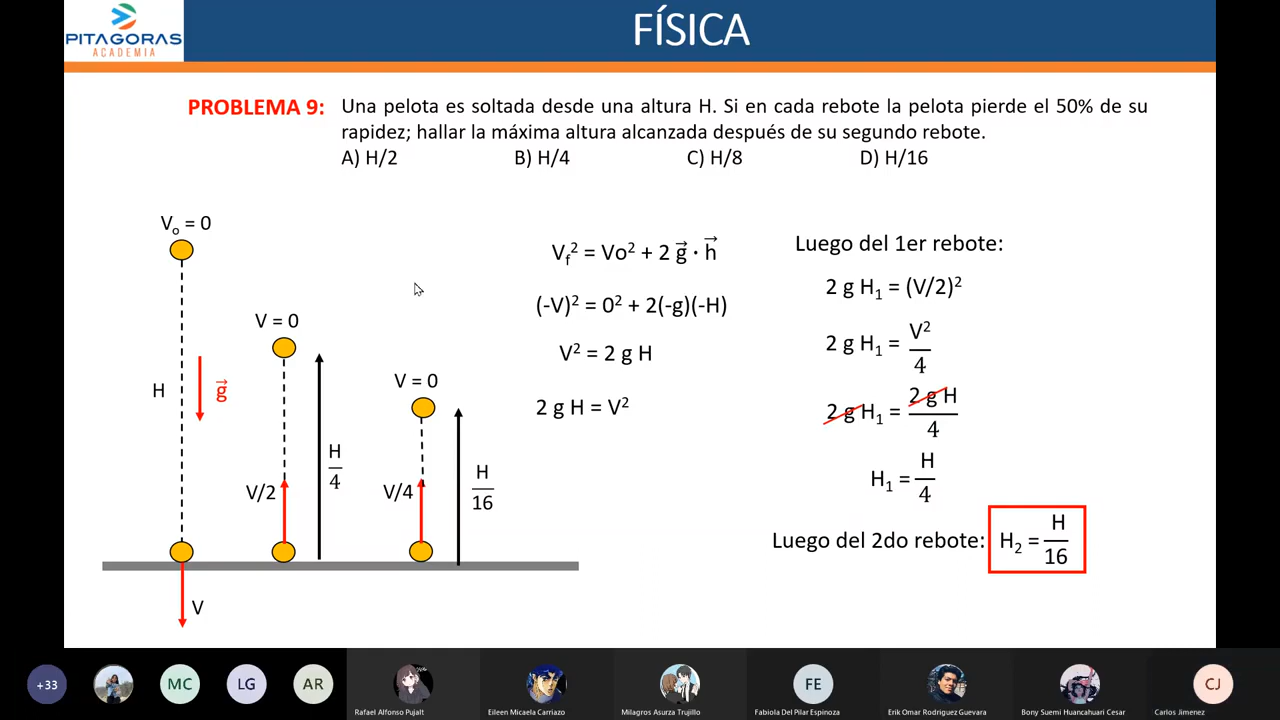 PITAGORAS
ACADEMIA
FÍSICA
PROBLEMA 9: Una pelota es soltada desde una altura H. Si en cada rebote la pelota pierde el 50% de su
rapidez; hallar la máxima altura alcanzada después de su segundo rebote.
A) H/2 B) H/4 C) H/8 D) H/16
Vₒ = 0
V = 0
V = 0
H
g⃗
V/2
H/4
V/4
H/16
V
V_f² = Vo² + 2 g⃗ · h⃗
(-V)² = 0² + 2(-g)(-H)
V² = 2 g H
2 g H = V²
Luego del 1er rebote:
2 g H₁ = (V/2)²
2 g H₁ = V²/4
2 g H₁ = 2 g H/4
H₁ = H/4
Luego del 2do rebote: H₂ = H/16
+33
MC
LG
AR
FE
CJ
Rafael Alfonso Pujalt
Eileen Micaela Carriazo
Milagros Asurza Trujillo
Fabiola Del Pilar Espinoza
Erik Omar Rodriguez Guevara
Bony Suemi Huancahuari Cesar
Carlos Jimenez